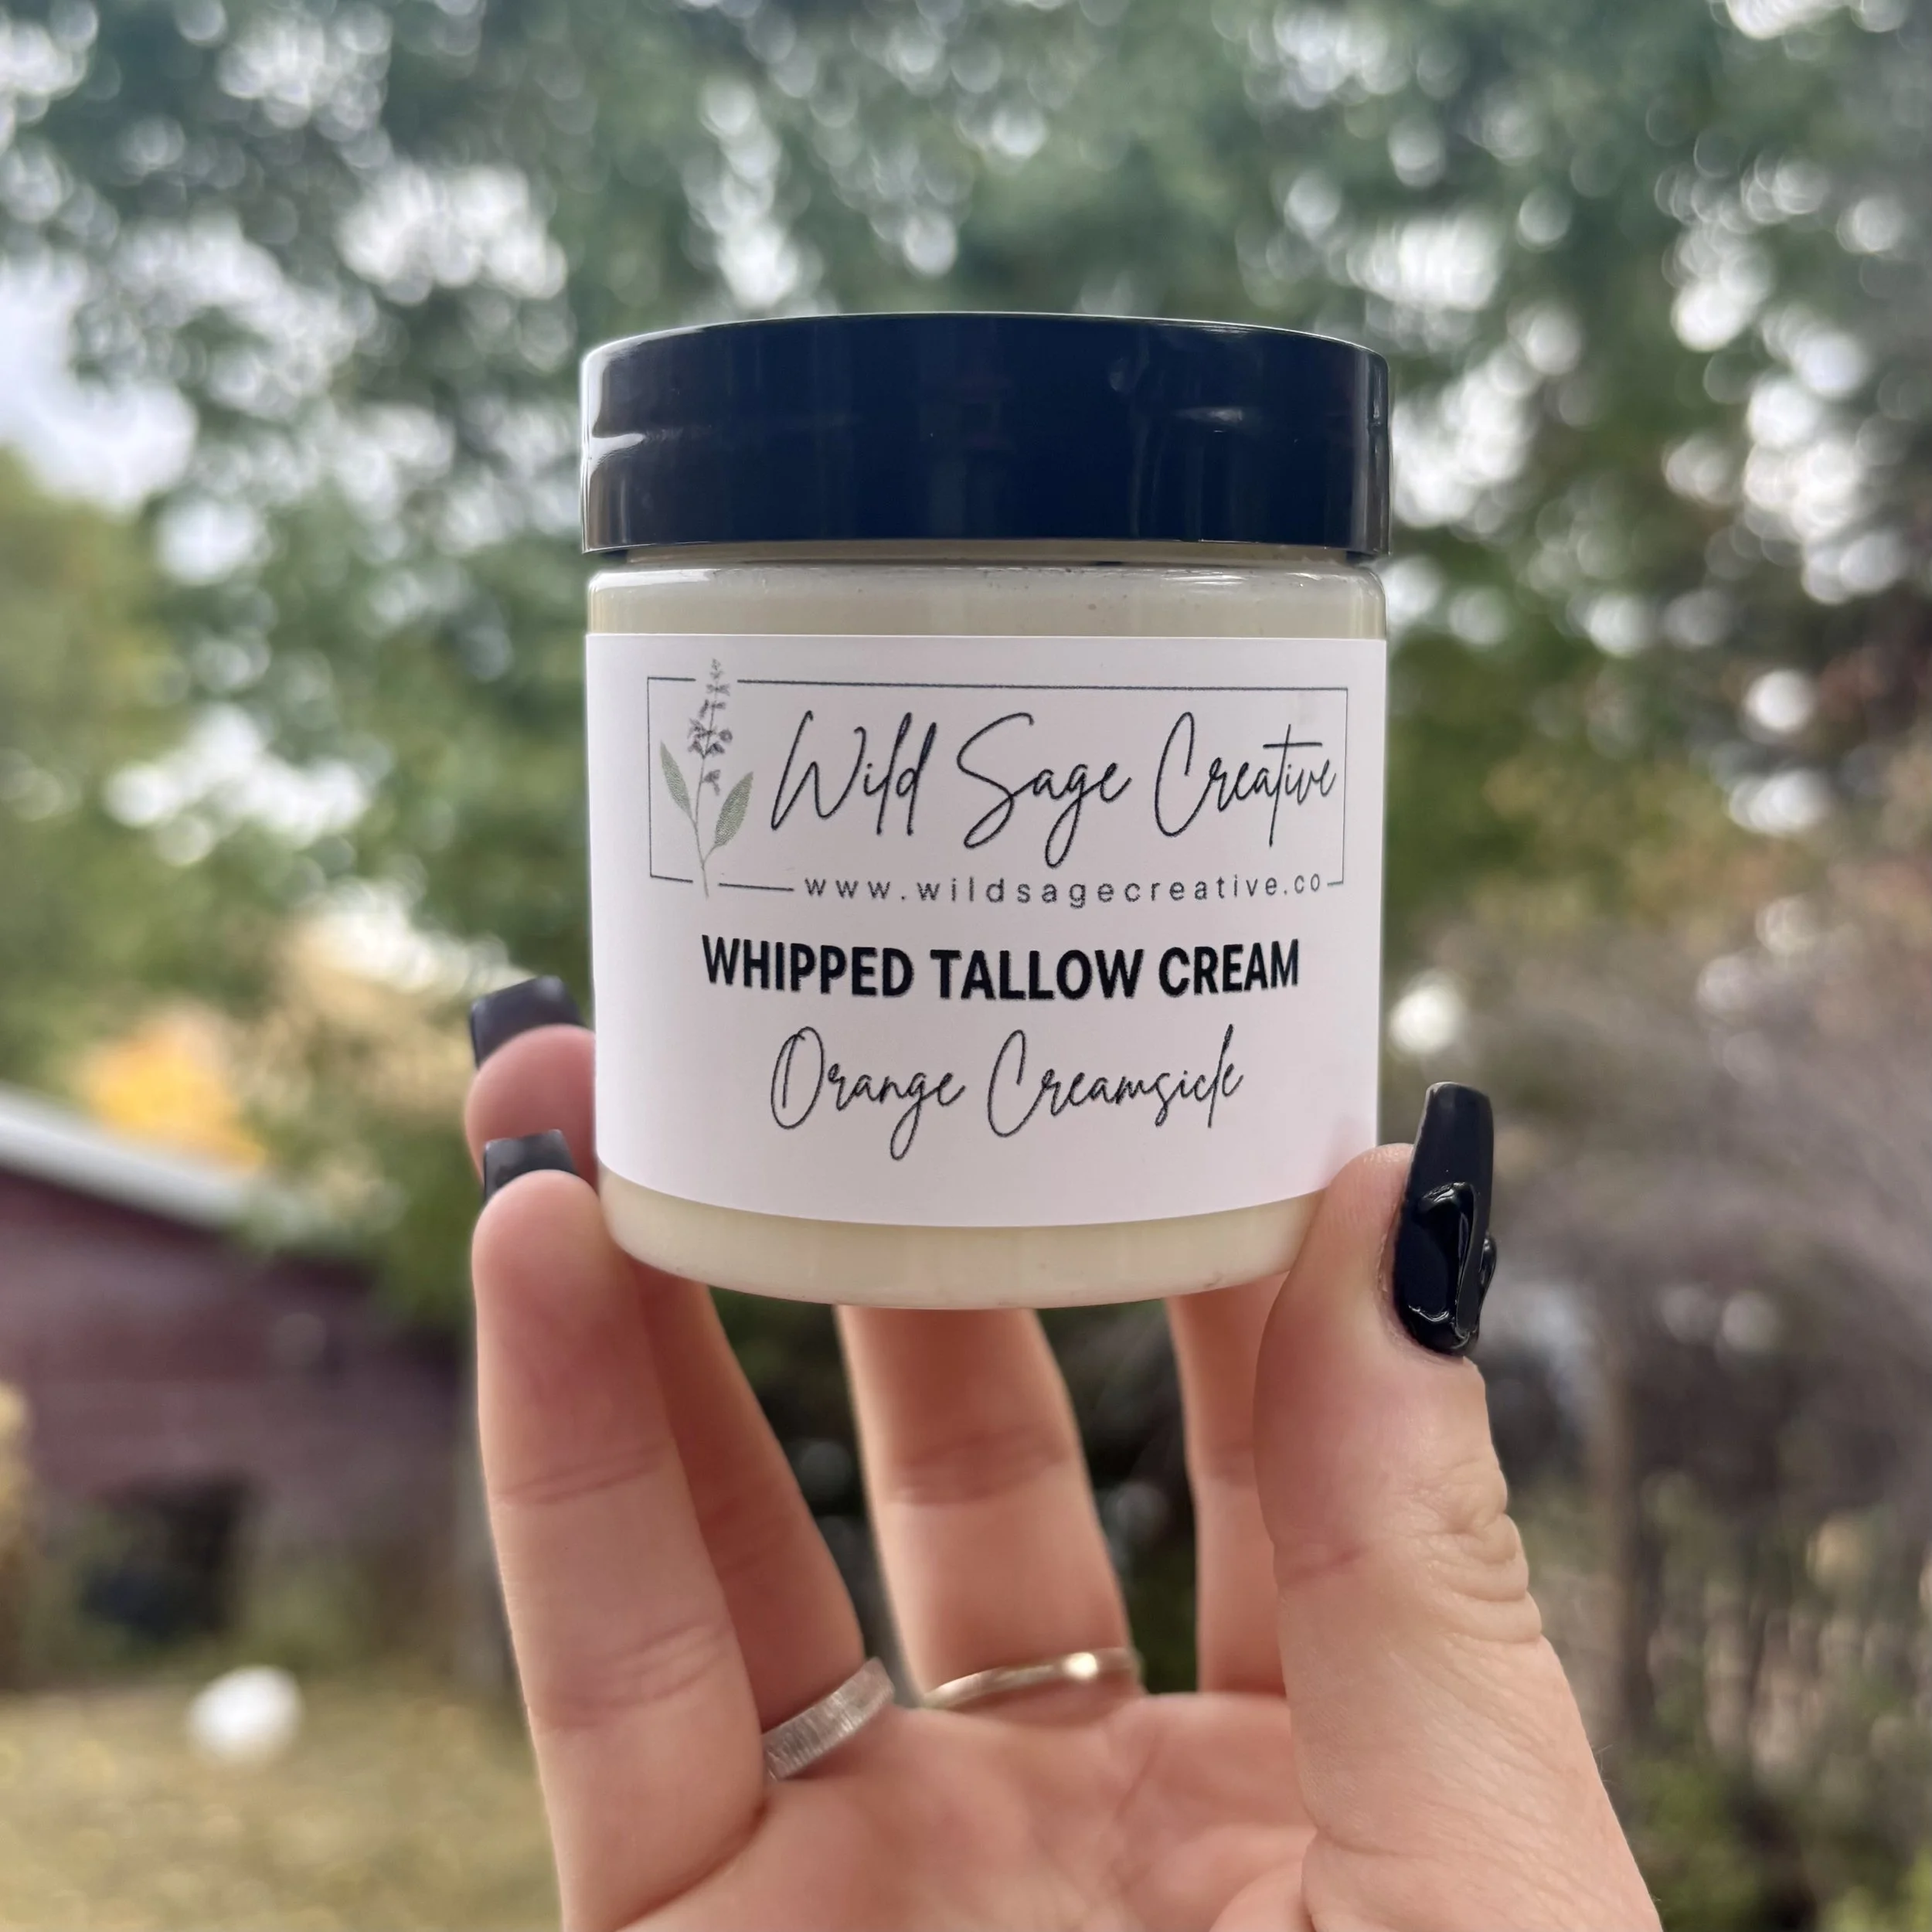 Wild Sage Creative
www.wildsagecreative.co
WHIPPED TALLOW CREAM
Orange Creamsicle